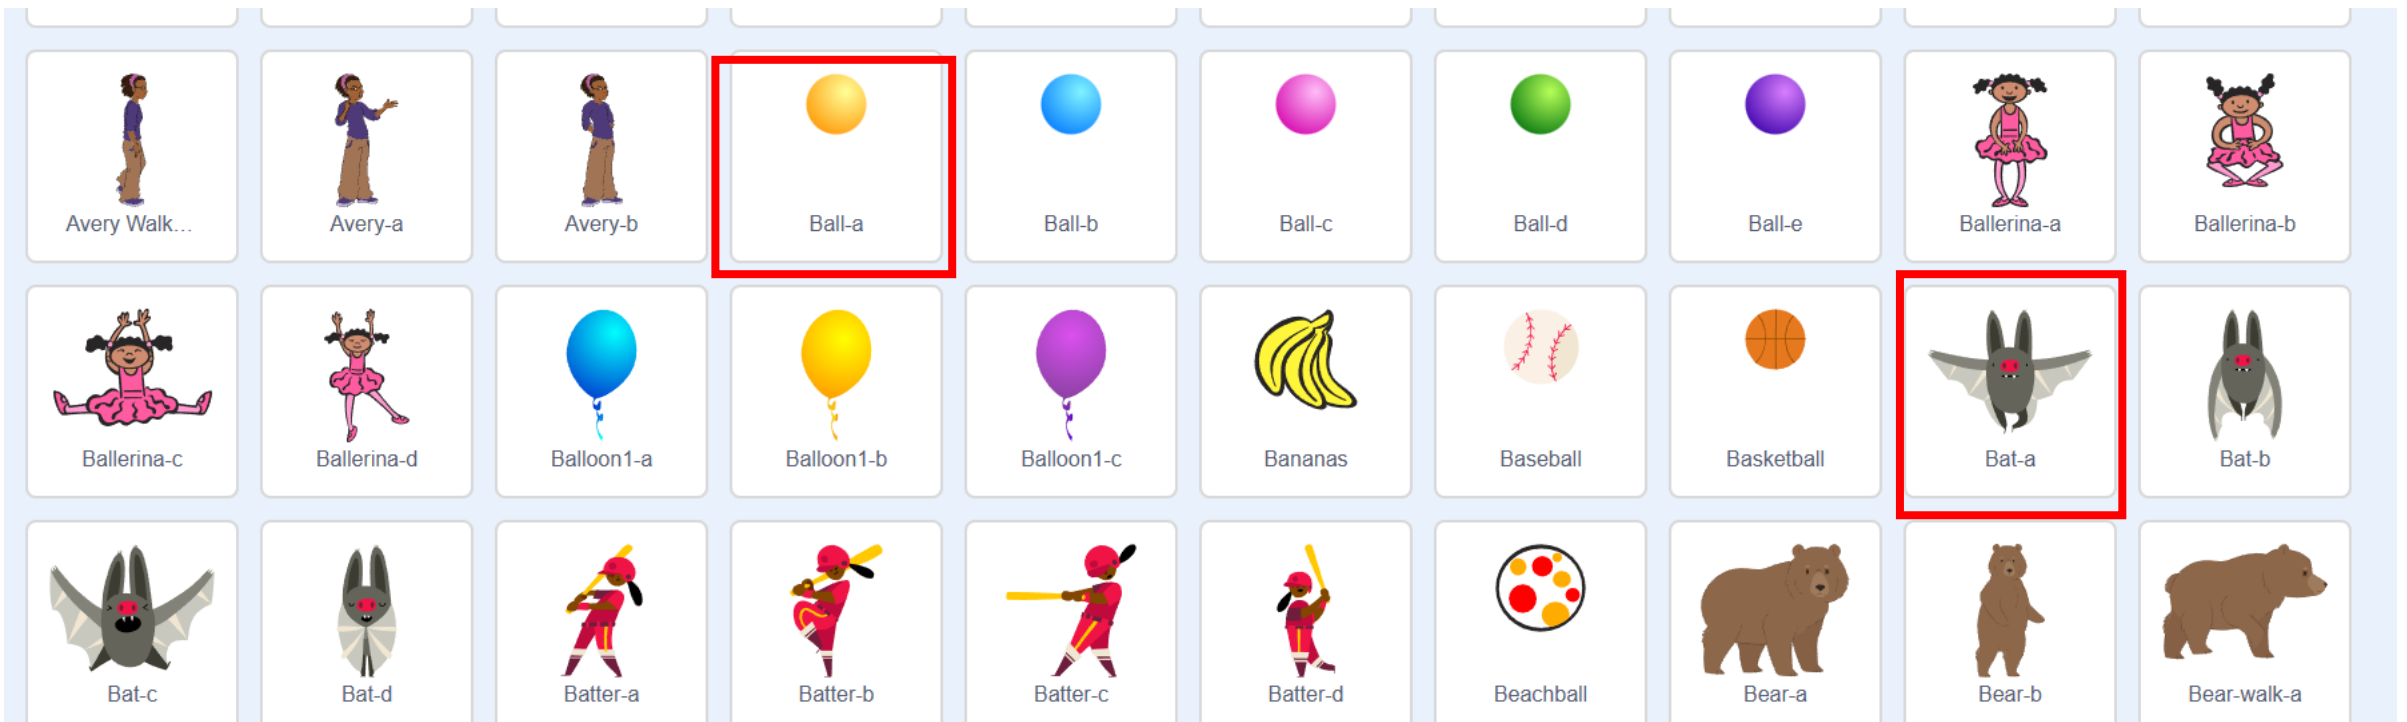 Avery Walk...
Avery-a
Avery-b
Ball-a
Ball-b
Ball-c
Ball-d
Ball-e
Ballerina-a
Ballerina-b
Ballerina-c
Ballerina-d
Balloon1-a
Balloon1-b
Balloon1-c
Bananas
Baseball
Basketball
Bat-a
Bat-b
Bat-c
Bat-d
Batter-a
Batter-b
Batter-c
Batter-d
Beachball
Bear-a
Bear-b
Bear-walk-a